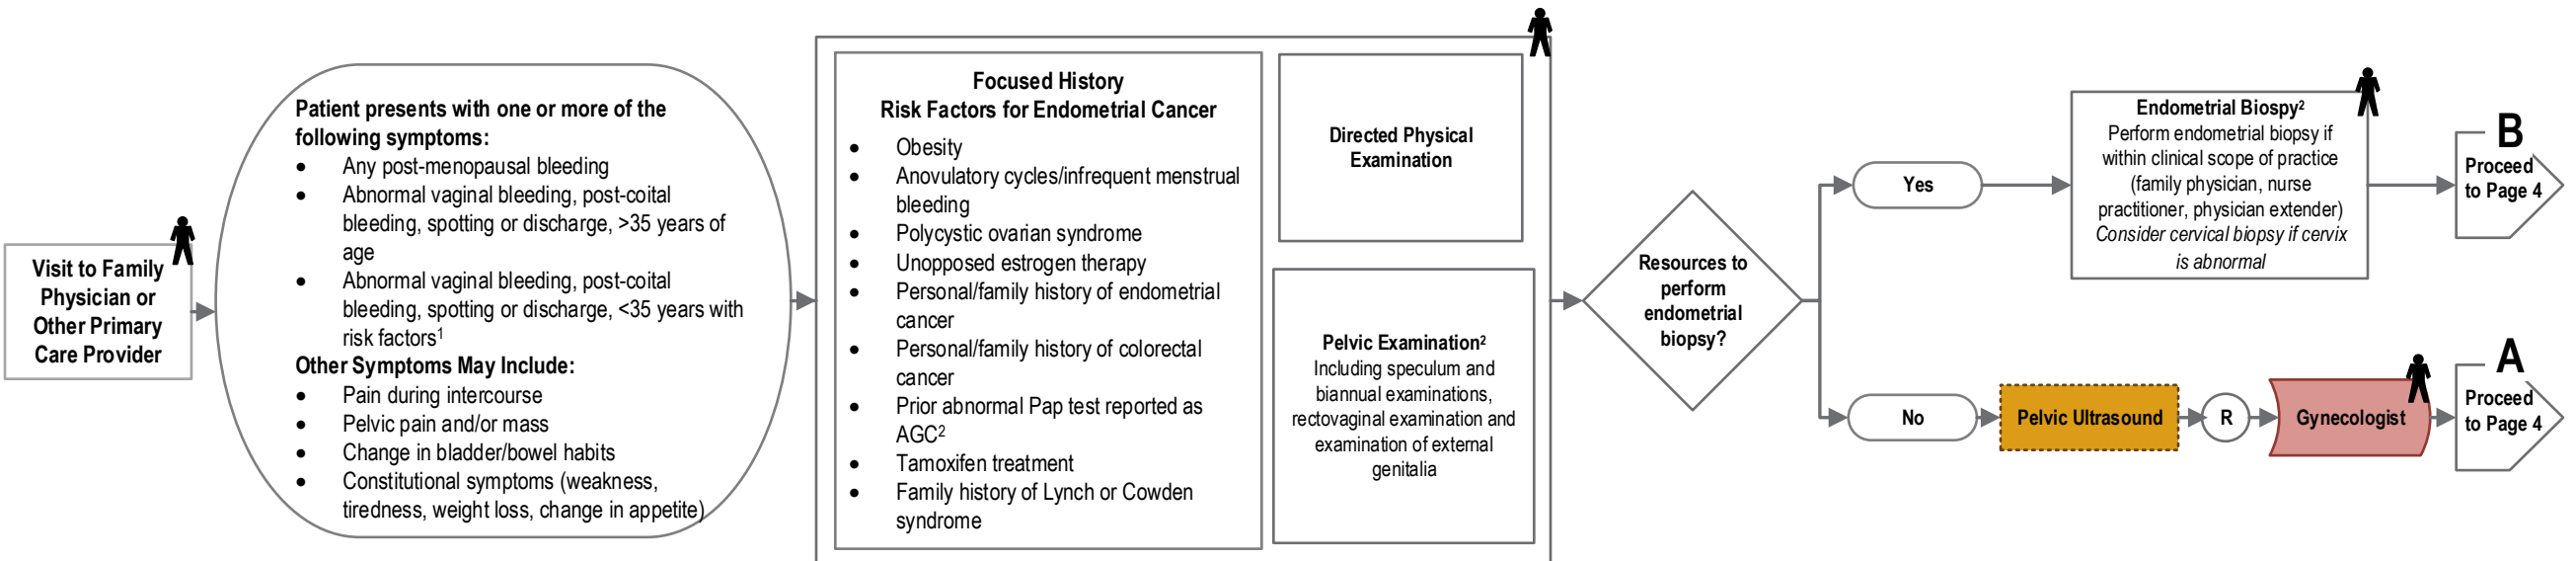 Visit to Family
Physician or
Other Primary
Care Provider
Patient presents with one or more of the
following symptoms:
• Any post-menopausal bleeding
• Abnormal vaginal bleeding, post-coital
bleeding, spotting or discharge, >35 years of
age
• Abnormal vaginal bleeding, post-coital
bleeding, spotting or discharge, <35 years with
risk factors¹
Other Symptoms May Include:
• Pain during intercourse
• Pelvic pain and/or mass
• Change in bladder/bowel habits
• Constitutional symptoms (weakness,
tiredness, weight loss, change in appetite)
Focused History
Risk Factors for Endometrial Cancer
• Obesity
• Anovulatory cycles/infrequent menstrual
bleeding
• Polycystic ovarian syndrome
• Unopposed estrogen therapy
• Personal/family history of endometrial
cancer
• Personal/family history of colorectal
cancer
• Prior abnormal Pap test reported as
AGC²
• Tamoxifen treatment
• Family history of Lynch or Cowden
syndrome
Directed Physical
Examination
Pelvic Examination²
Including speculum and
biannual examinations,
rectovaginal examination and
examination of external
genitalia
Resources to
perform
endometrial
biopsy?
Yes
Endometrial Biospy²
Perform endometrial biopsy if
within clinical scope of practice
(family physician, nurse
practitioner, physician extender)
Consider cervical biopsy if cervix
is abnormal
B
Proceed
to Page 4
No
Pelvic Ultrasound
R
Gynecologist
A
Proceed
to Page 4